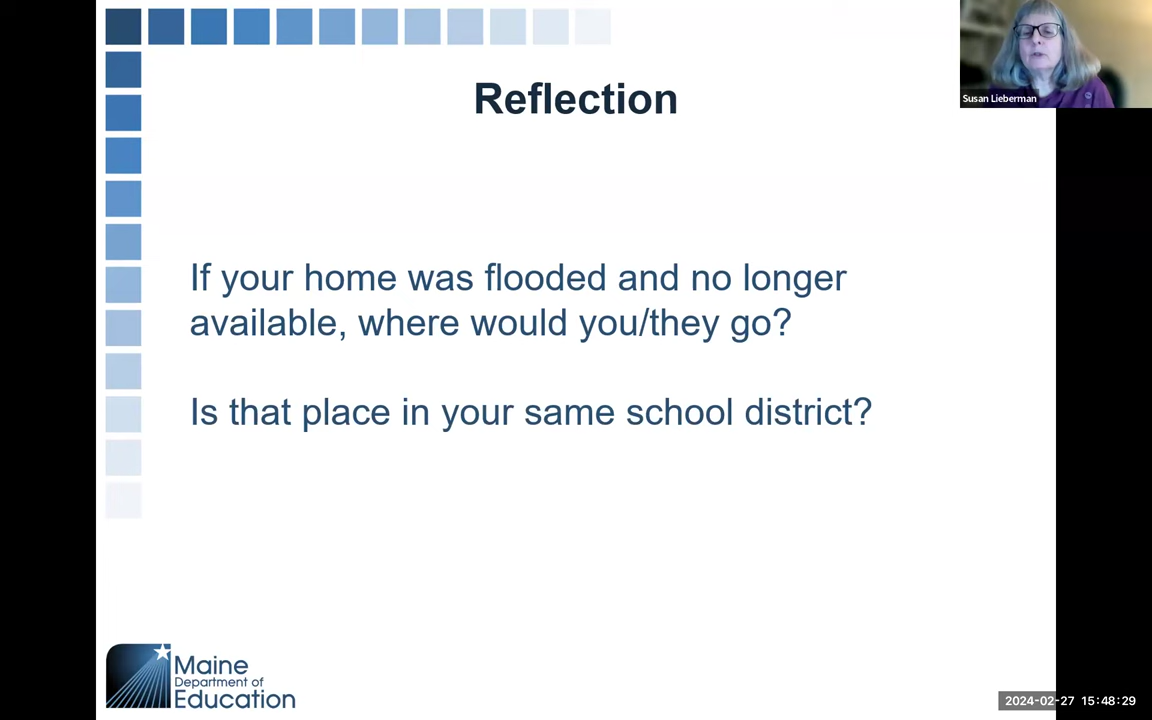 Susan Lieberman
Reflection
If your home was flooded and no longer
available, where would you/they go?
Is that place in your same school district?
Maine
Department of
Education
2024-02-27 15:48:29